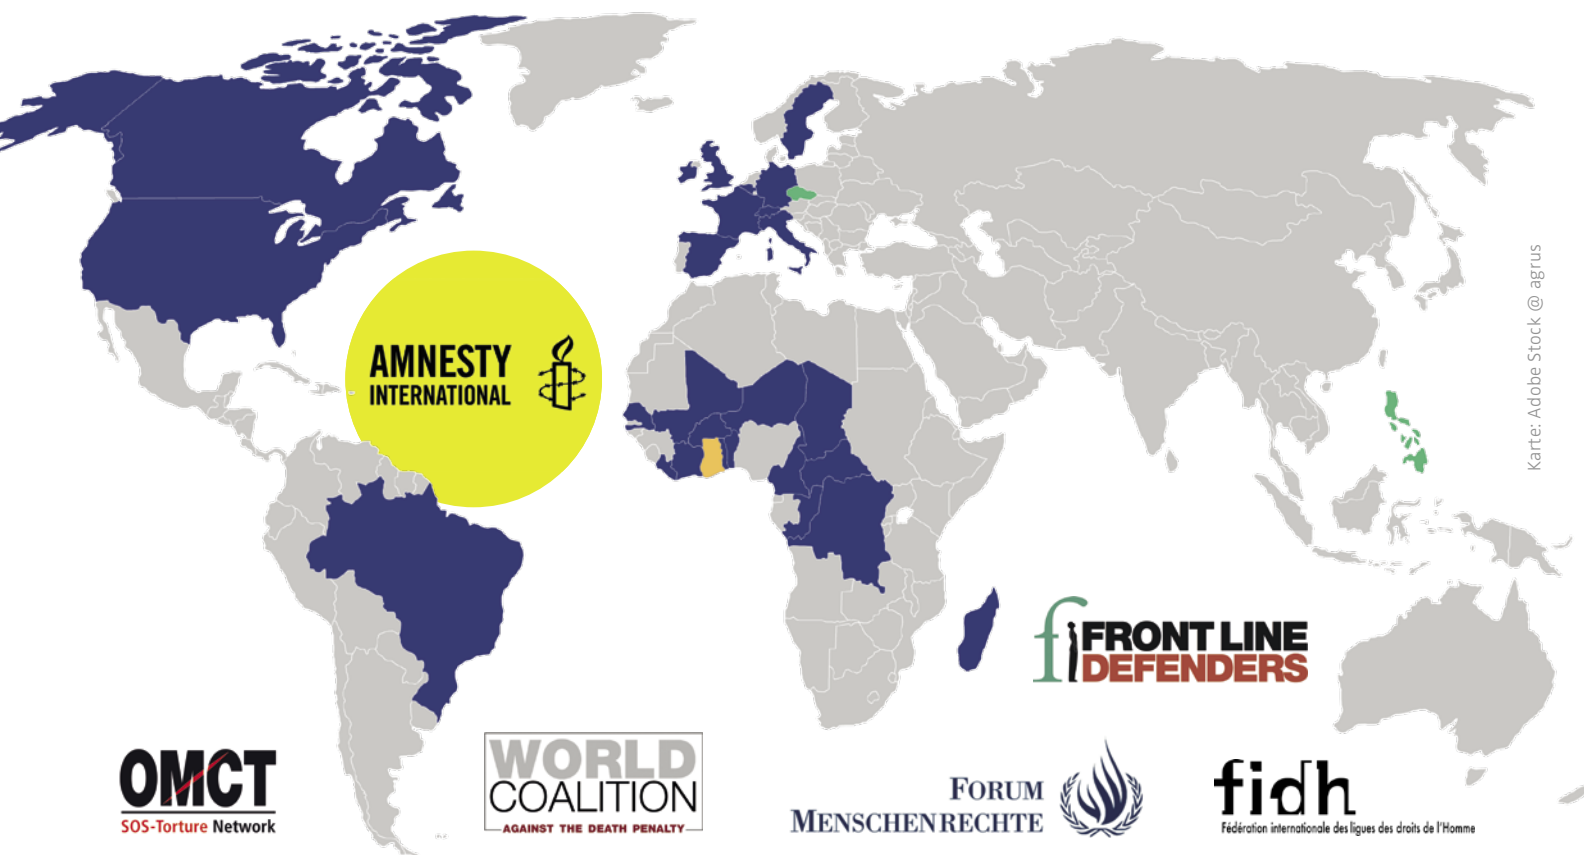 AMNESTY
INTERNATIONAL
Karte: Adobe Stock @ agrus
fi FRONT LINE
DEFENDERS
OMCT
SOS-Torture Network
WORLD
COALITION
AGAINST THE DEATH PENALTY
FORUM
MENSCHENRECHTE
fidh
Fédération internationale des ligues des droits de l'Homme